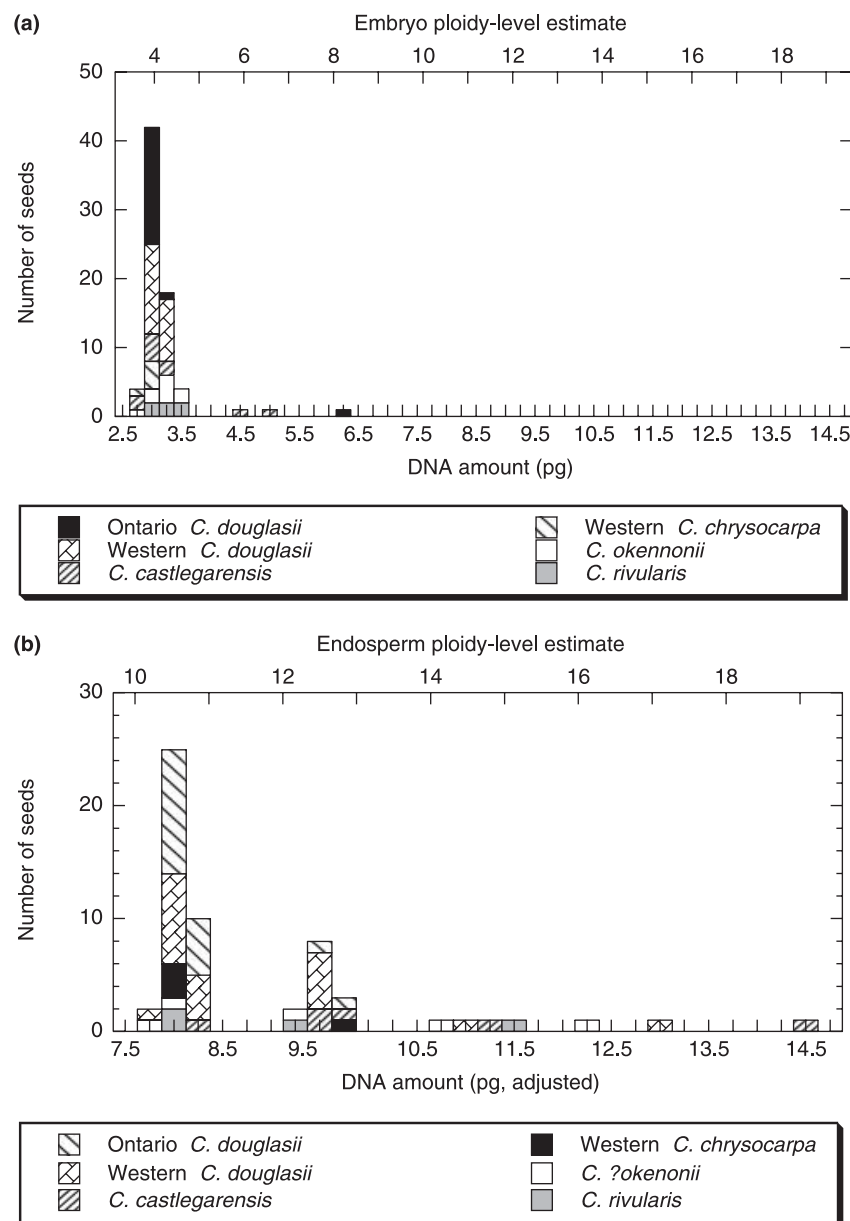 (a)
Embryo ploidy-level estimate
4 6 8 10 12 14 16 18
50
40
30
20
10
0
Number of seeds
2.5 3.5 4.5 5.5 6.5 7.5 8.5 9.5 10.5 11.5 12.5 13.5 14.5
DNA amount (pg)
Ontario C. douglasii
Western C. douglasii
C. castlegarensis
Western C. chrysocarpa
C. okennonii
C. rivularis
(b)
Endosperm ploidy-level estimate
10 12 14 16 18
30
20
10
0
Number of seeds
7.5 8.5 9.5 10.5 11.5 12.5 13.5 14.5
DNA amount (pg, adjusted)
Ontario C. douglasii
Western C. douglasii
C. castlegarensis
Western C. chrysocarpa
C. ?okenonii
C. rivularis